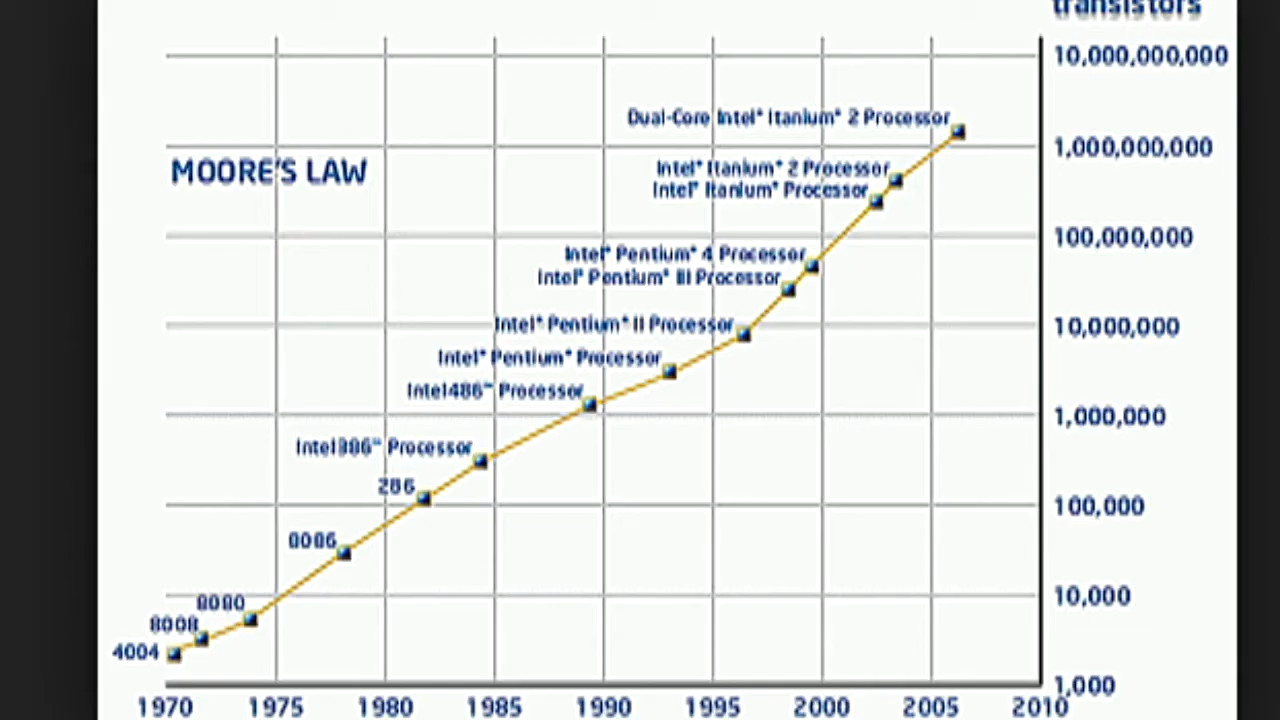 transistors
10,000,000,000
Dual-Core Intel® Itanium® 2 Processor
1,000,000,000
MOORE'S LAW
Intel® Itanium® 2 Processor
Intel® Itanium® Processor
100,000,000
Intel® Pentium® 4 Processor
Intel® Pentium® III Processor
Intel® Pentium® II Processor
10,000,000
Intel® Pentium® Processor
Intel486™ Processor
1,000,000
Intel386™ Processor
286
100,000
8086
10,000
8080
8008
4004
1,000
1970 1975 1980 1985 1990 1995 2000 2005 2010